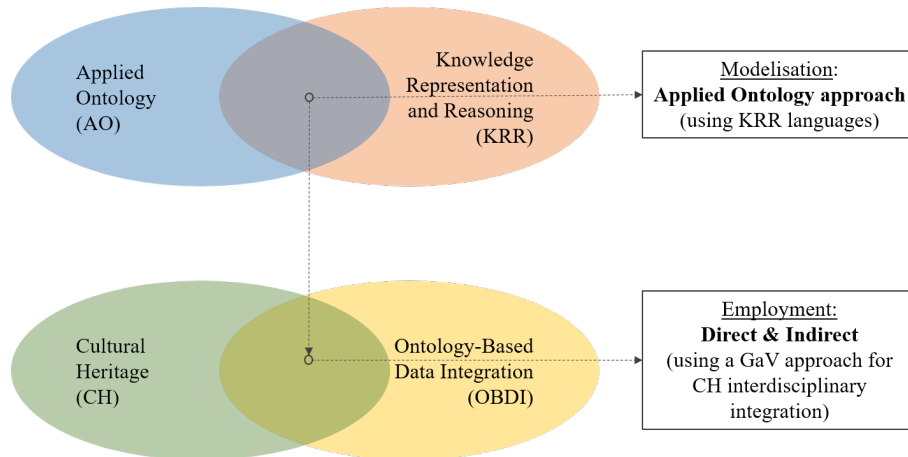 Applied
Ontology
(AO)
Knowledge
Representation
and Reasoning
(KRR)
Modelisation:
Applied Ontology approach
(using KRR languages)
Cultural
Heritage
(CH)
Ontology-Based
Data Integration
(OBDI)
Employment:
Direct & Indirect
(using a GaV approach for
CH interdisciplinary
integration)